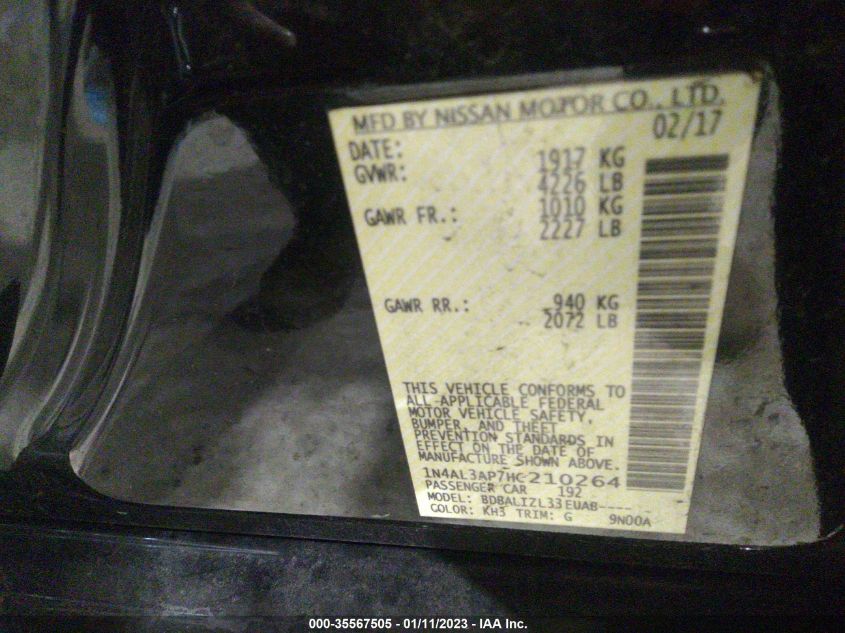 MFD BY NISSAN MOTOR CO., LTD.
DATE: 02/17
GVWR: 1917 KG
4226 LB
GAWR FR.: 1010 KG
2227 LB
GAWR RR.: 940 KG
2072 LB
THIS VEHICLE CONFORMS TO
ALL APPLICABLE FEDERAL
MOTOR VEHICLE SAFETY,
BUMPER, AND THEFT
PREVENTION STANDARDS IN
EFFECT ON THE DATE OF
MANUFACTURE SHOWN ABOVE.
1N4AL3AP7HC210264
PASSENGER CAR 192
MODEL: BDBALIZL33EUAB----
COLOR: KH3 TRIM: G 9N00A
000-35567505 - 01/11/2023 - IAA Inc.